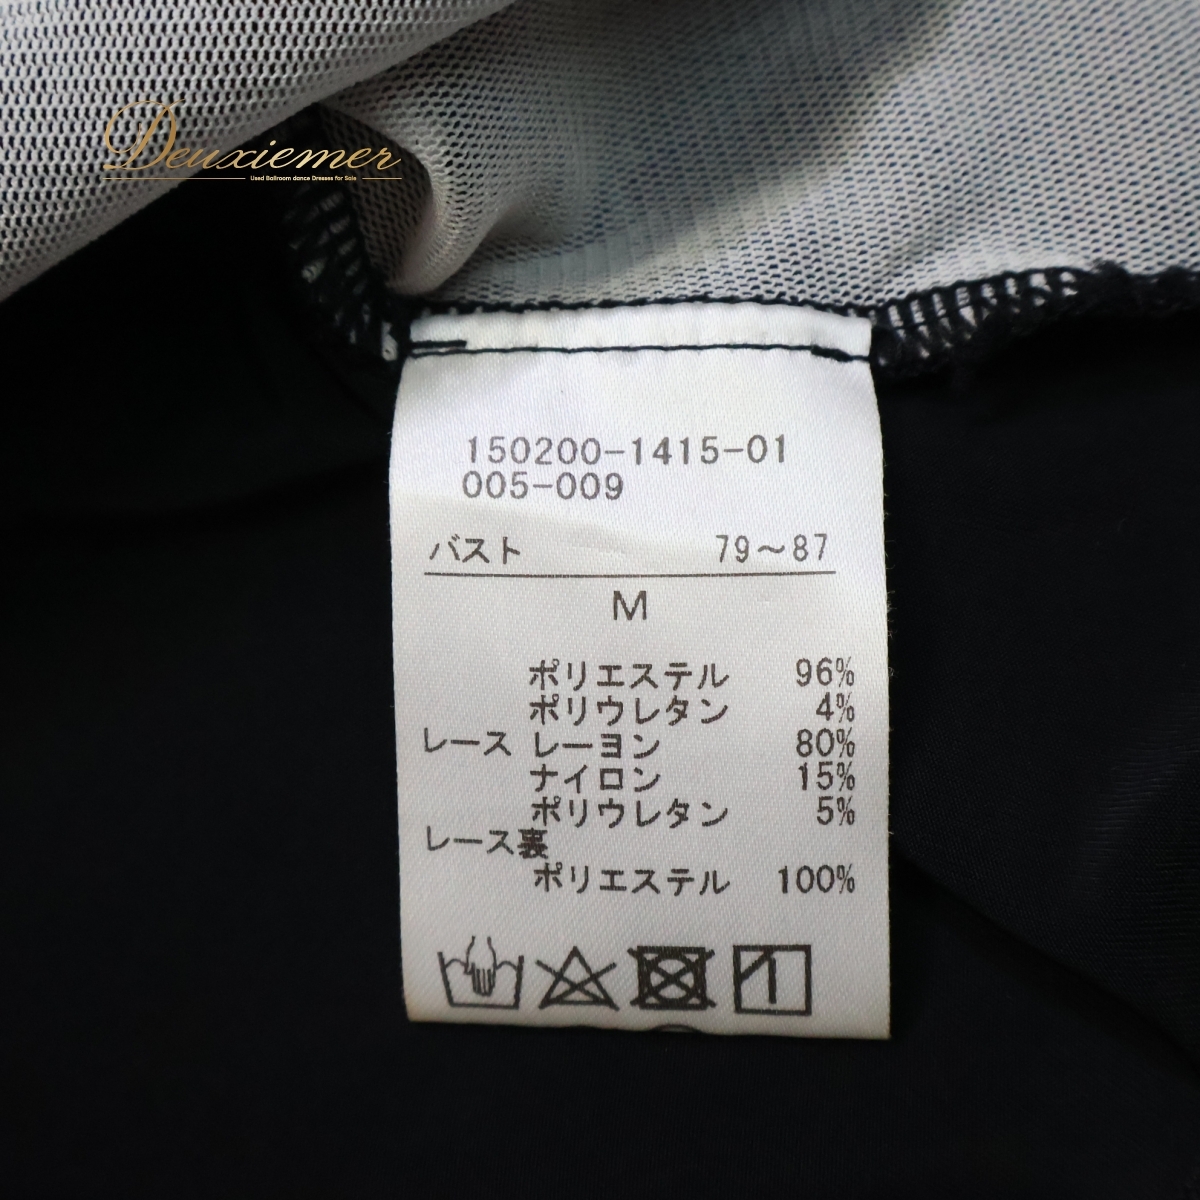 Deuxiemer
Used Ballroom dance Dresses for Sale
150200-1415-01
005-009
バスト 79～87
M
ポリエステル 96%
ポリウレタン 4%
レース レーヨン 80%
ナイロン 15%
ポリウレタン 5%
レース裏
ポリエステル 100%